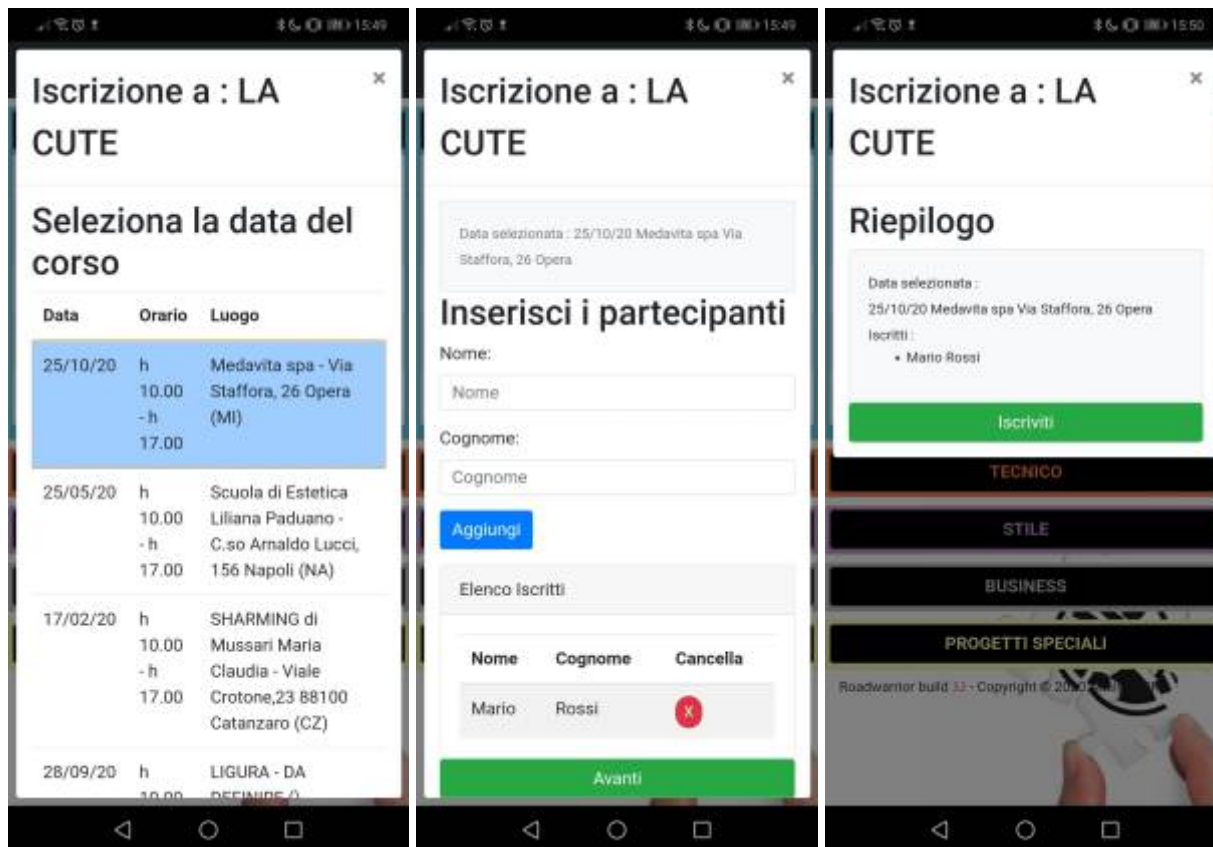 15:49
Iscrizione a : LA
CUTE
×
Seleziona la data del
corso
Data Orario Luogo
25/10/20 h Medavita spa - Via
10.00 Staffora, 26 Opera
- h (MI)
17.00
25/05/20 h Scuola di Estetica
10.00 Liliana Paduano -
- h C.so Arnaldo Lucci,
17.00 156 Napoli (NA)
17/02/20 h SHARMING di
10.00 Mussari Maria
- h Claudia - Viale
17.00 Crotone,23 88100
Catanzaro (CZ)
28/09/20 h LIGURA - DA
10.00 DEFINIRE ()
15:49
Iscrizione a : LA
CUTE
×
Data selezionata : 25/10/20 Medavita spa Via
Staffora, 26 Opera
Inserisci i partecipanti
Nome:
Nome
Cognome:
Cognome
Aggiungi
Elenco Iscritti
Nome Cognome Cancella
Mario Rossi X
Avanti
15:50
Iscrizione a : LA
CUTE
×
Riepilogo
Data selezionata :
25/10/20 Medavita spa Via Staffora, 26 Opera
Iscritti :
• Mario Rossi
Iscriviti
TECNICO
STILE
BUSINESS
PROGETTI SPECIALI
Roadwarrior build - Copyright ©